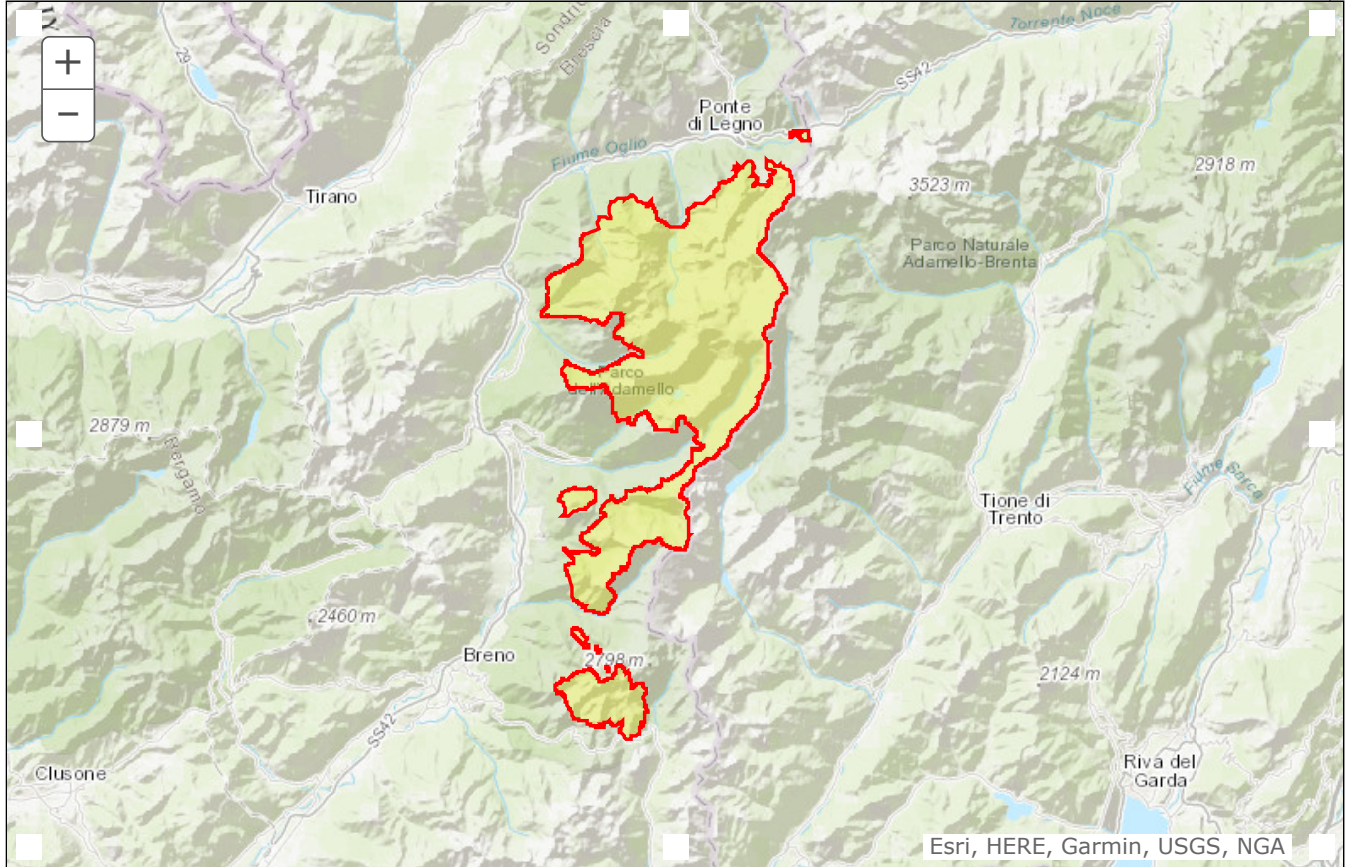 Torrente Noce
Sondrio
Brescia
+
29
SS42
−
Ponte
di Legno
Fiume Oglio
2918 m
Tirano
3523 m
Parco Naturale
Adamello-Brenta
Parco
dell'Adamello
2879 m
Bergamo
Fiume Sarca
Tione di
Trento
2460 m
Breno
2798 m
2124 m
SS42
Clusone
Riva del
Garda
Esri, HERE, Garmin, USGS, NGA